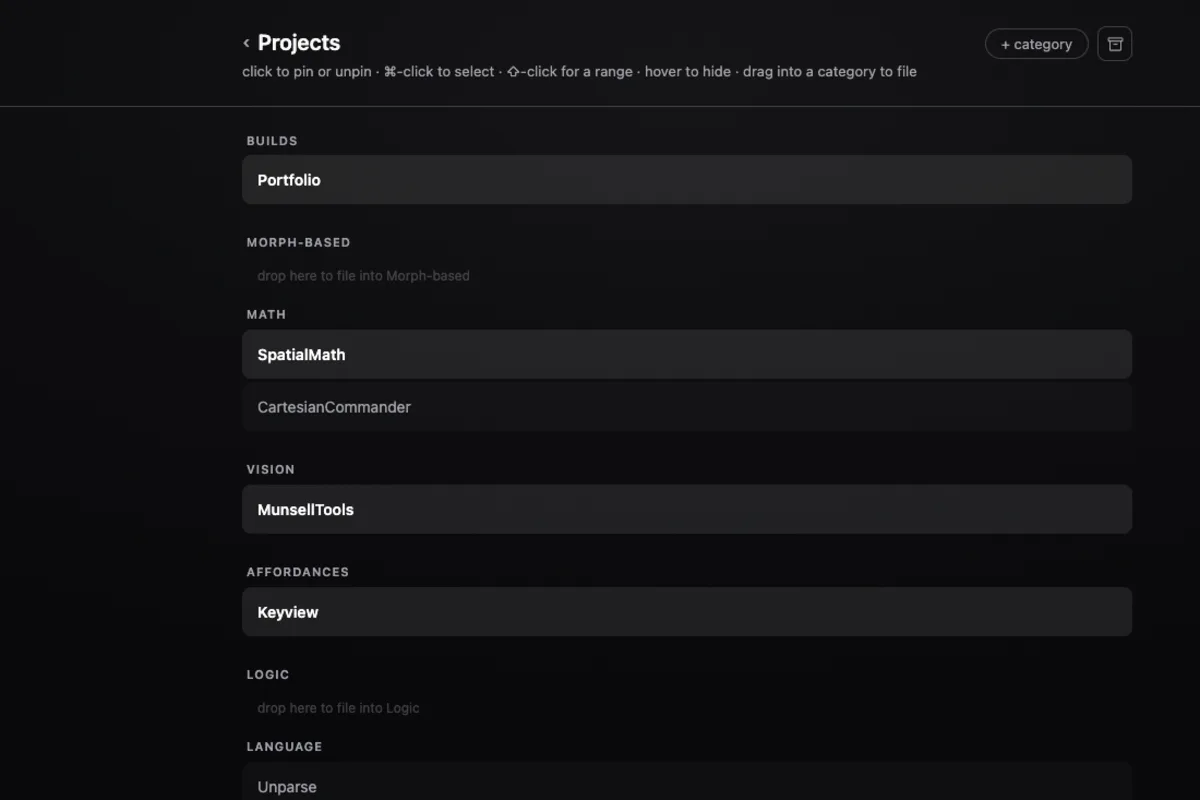 ‹ Projects
+ category
click to pin or unpin · ⌘-click to select · ⇧-click for a range · hover to hide · drag into a category to file
BUILDS
Portfolio
MORPH-BASED
drop here to file into Morph-based
MATH
SpatialMath
CartesianCommander
VISION
MunsellTools
AFFORDANCES
Keyview
LOGIC
drop here to file into Logic
LANGUAGE
Unparse